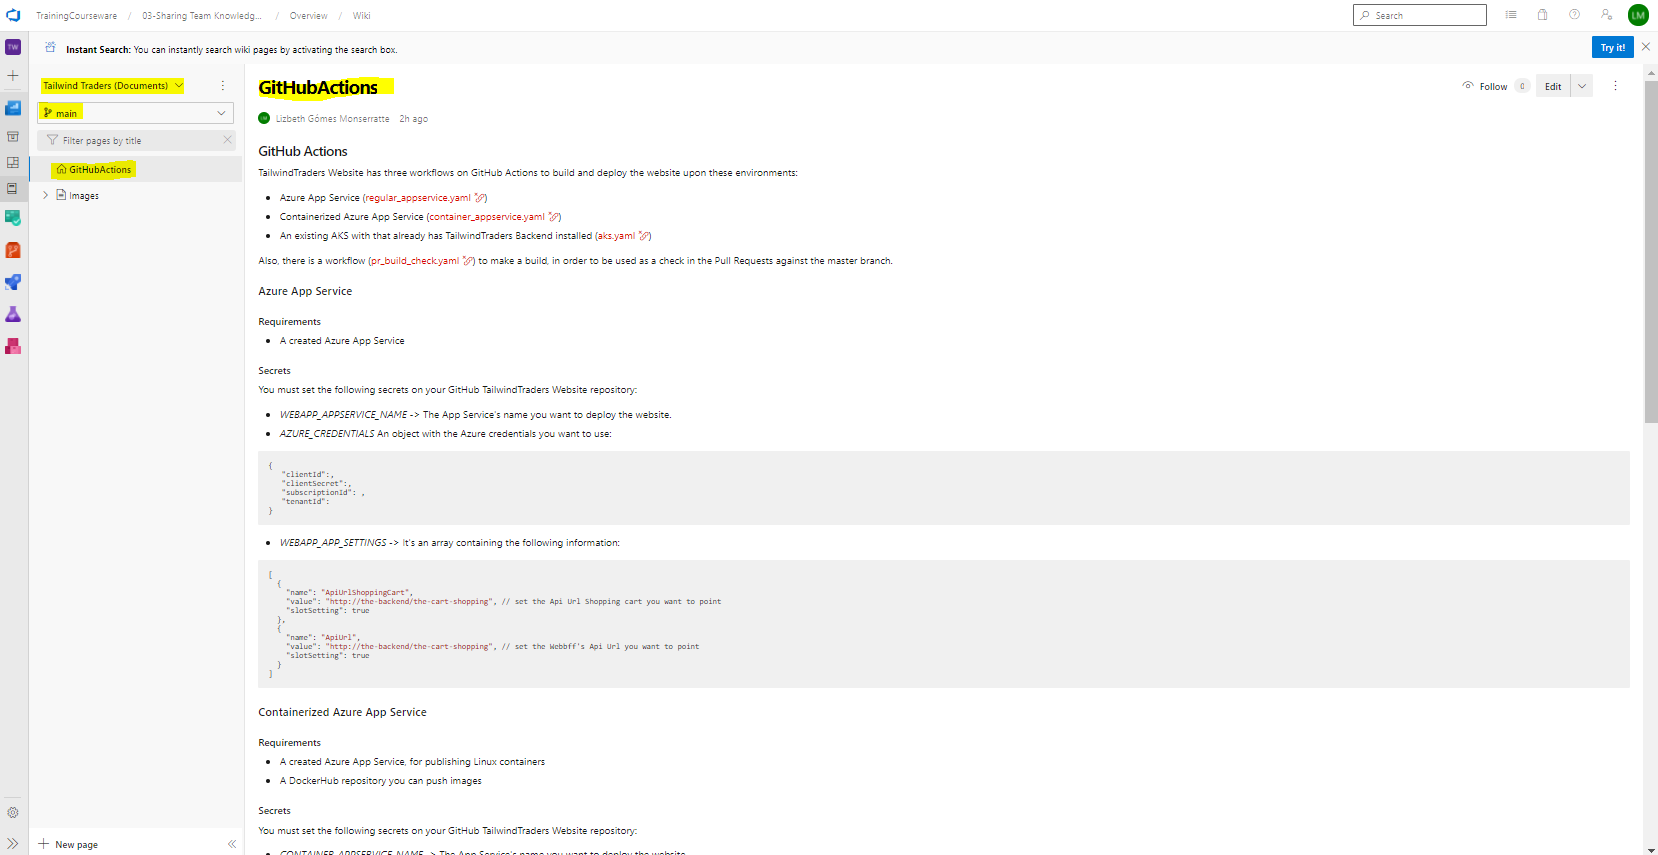 TrainingCourseware / 03-Sharing Team Knowledg... / Overview / Wiki
Search
LM
TW
Instant Search: You can instantly search wiki pages by activating the search box.
Try it!
Tailwind Traders (Documents)
main
Filter pages by title
GitHubActions
Images
New page
GitHubActions
Follow 0 Edit
Lizbeth Gómes Monserratte 2h ago
GitHub Actions
TailwindTraders Website has three workflows on GitHub Actions to build and deploy the website upon these environments:
Azure App Service (regular_appservice.yaml)
Containerized Azure App Service (container_appservice.yaml)
An existing AKS with that already has TailwindTraders Backend installed (aks.yaml)
Also, there is a workflow (pr_build_check.yaml) to make a build, in order to be used as a check in the Pull Requests against the master branch.
Azure App Service
Requirements
A created Azure App Service
Secrets
You must set the following secrets on your GitHub TailwindTraders Website repository:
WEBAPP_APPSERVICE_NAME -> The App Service's name you want to deploy the website.
AZURE_CREDENTIALS An object with the Azure credentials you want to use:
{
"clientId":,
"clientSecret":,
"subscriptionId": ,
"tenantId":
}
WEBAPP_APP_SETTINGS -> It's an array containing the following information:
[
{
"name": "ApiUrlShoppingCart",
"value": "http://the-backend/the-cart-shopping", // set the Api Url Shopping cart you want to point
"slotSetting": true
},
{
"name": "ApiUrl",
"value": "http://the-backend/the-cart-shopping", // set the Webbff's Api Url you want to point
"slotSetting": true
}
]
Containerized Azure App Service
Requirements
A created Azure App Service, for publishing Linux containers
A DockerHub repository you can push images
Secrets
You must set the following secrets on your GitHub TailwindTraders Website repository:
CONTAINER_APPSERVICE_NAME -> The App Service's name you want to deploy the website